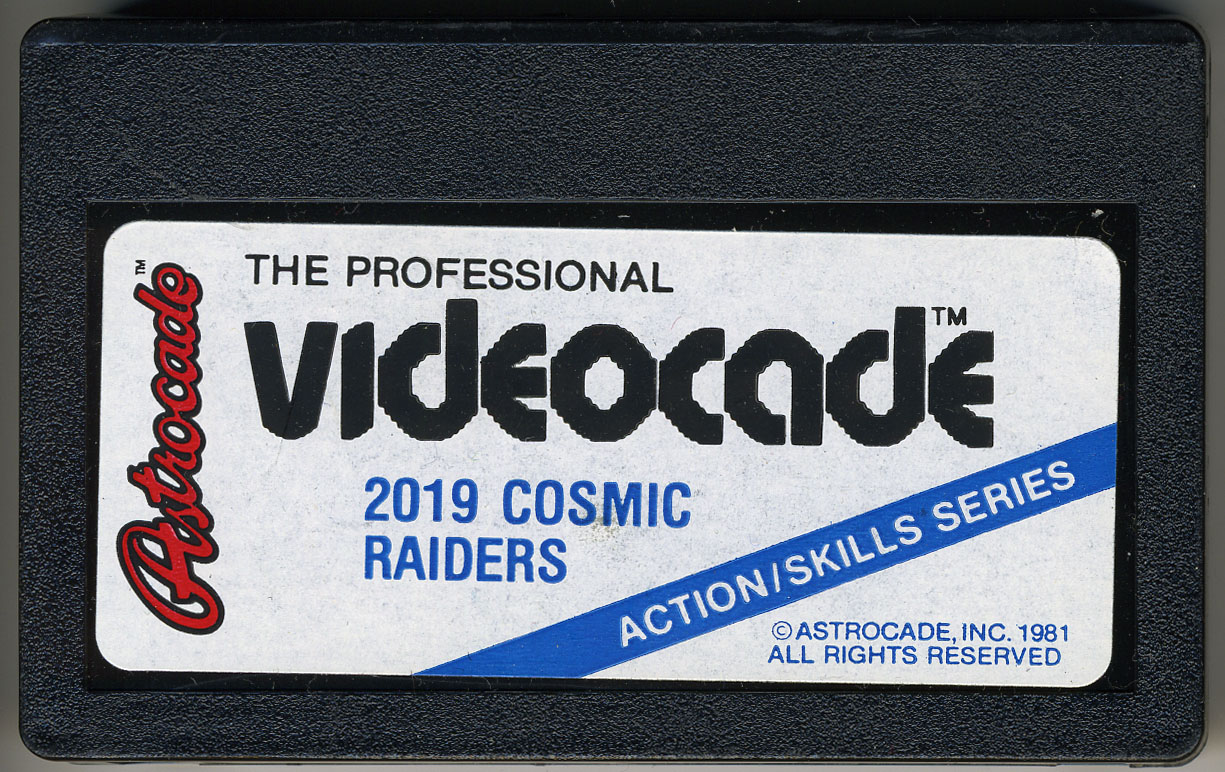 Astrocade™
THE PROFESSIONAL
VIDEOCADE™
2019 COSMIC
RAIDERS
ACTION/SKILLS SERIES
© ASTROCADE, INC. 1981
ALL RIGHTS RESERVED